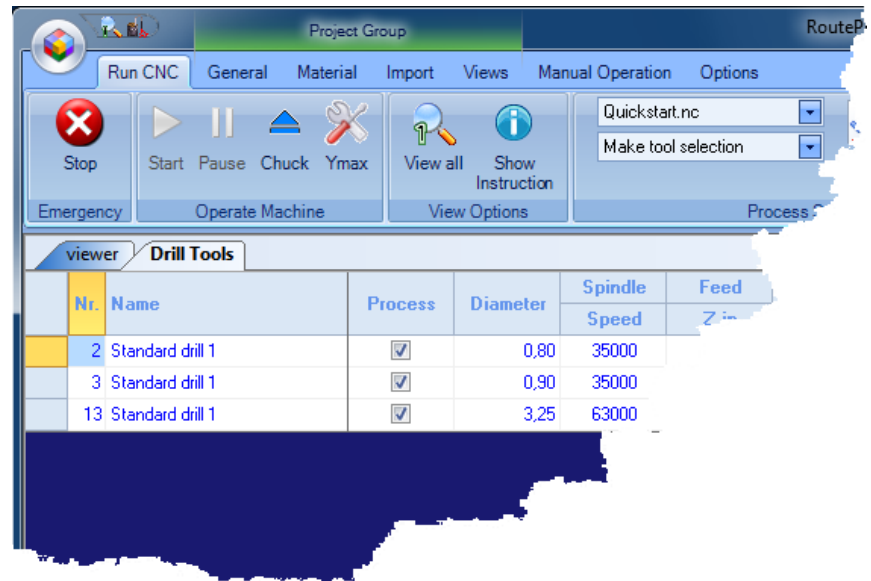 Project Group
RouteP
Run CNC General Material Import Views Manual Operation Options
Quickstart.nc
Make tool selection
Stop Start Pause Chuck Ymax View all Show Instruction
Emergency Operate Machine View Options Process
viewer Drill Tools
Nr. Name Process Diameter Spindle Speed Feed Z in
2 Standard drill 1 0,80 35000
3 Standard drill 1 0,90 35000
13 Standard drill 1 3,25 63000